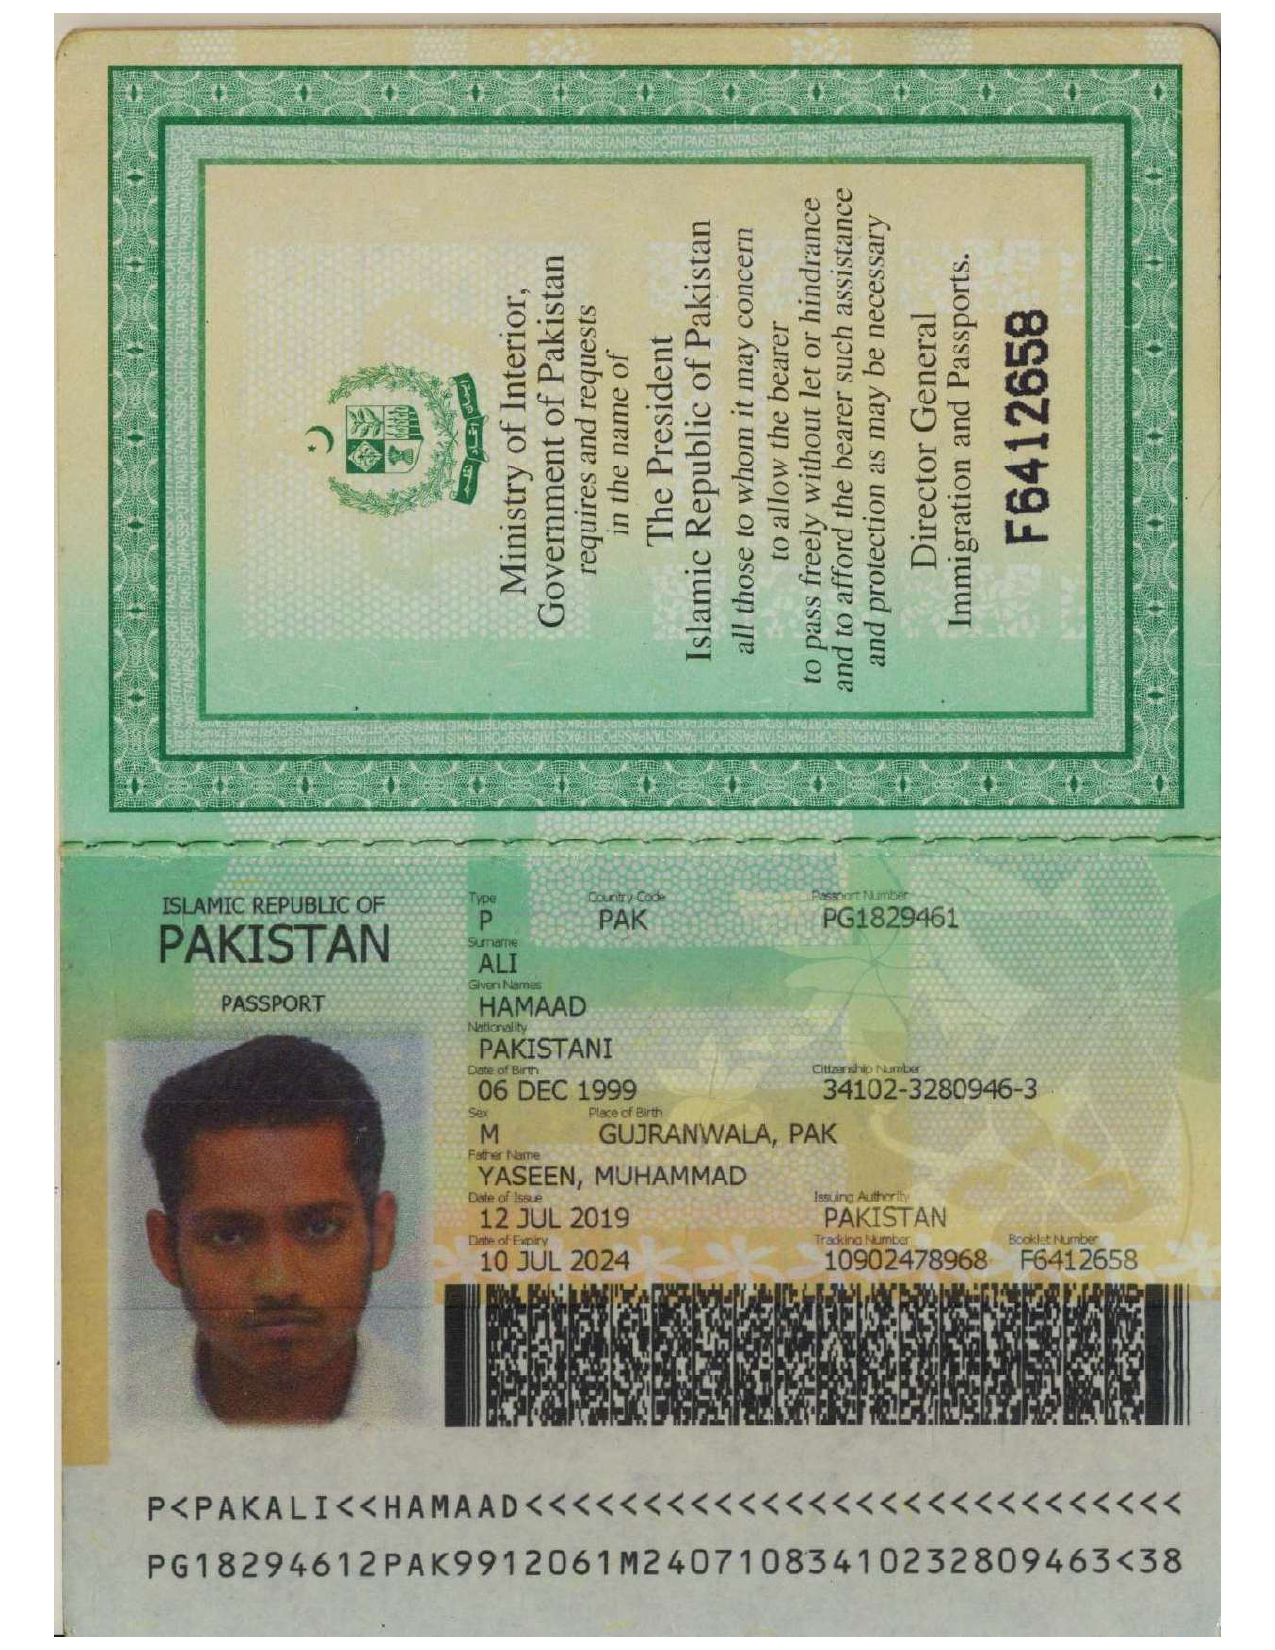 Ministry of Interior,
Government of Pakistan
requires and requests
in the name of
The President
Islamic Republic of Pakistan
all those to whom it may concern
to allow the bearer
to pass freely without let or hindrance
and to afford the bearer such assistance
and protection as may be necessary
Director General
Immigration and Passports.
F6412658
ISLAMIC REPUBLIC OF
PAKISTAN
PASSPORT
Type Country Code Passport Number
P PAK PG1829461
Surname
ALI
Given Names
HAMAAD
Nationality
PAKISTANI
Date of Birth Citizenship Number
06 DEC 1999 34102-3280946-3
Sex Place of Birth
M GUJRANWALA, PAK
Father Name
YASEEN, MUHAMMAD
Date of Issue Issuing Authority
12 JUL 2019 PAKISTAN
Date of Expiry Tracking Number Booklet Number
10 JUL 2024 10902478968 F6412658
P<PAKALI<<HAMAAD<<<<<<<<<<<<<<<<<<<<<<<<<<<<
PG18294612PAK9912061M24071083410232809463<38